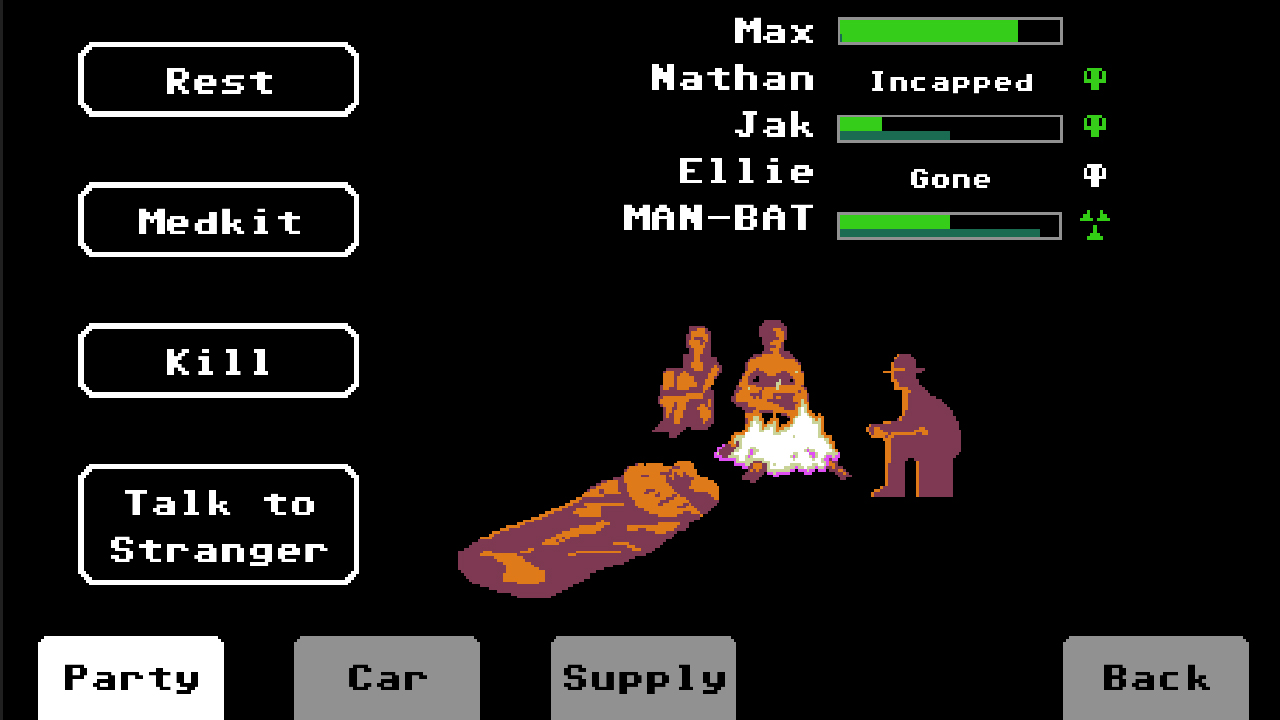 Rest
Medkit
Kill
Talk to
Stranger
Max
Nathan Incapped
Jak
Ellie Gone
MAN-BAT
Party Car Supply Back